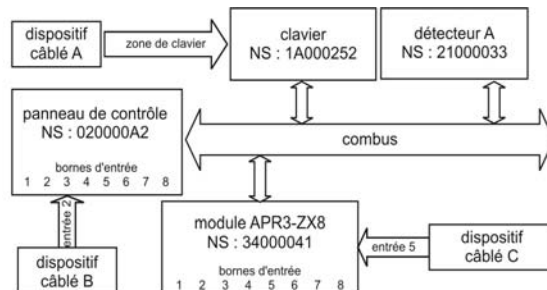 dispositif
câblé A
zone de clavier
clavier
NS : 1A000252
détecteur A
NS : 21000033
panneau de contrôle
NS : 020000A2
bornes d'entrée
1 2 3 4 5 6 7 8
combus
entrée 2
dispositif
câblé B
module APR3-ZX8
NS : 34000041
bornes d'entrée
1 2 3 4 5 6 7 8
entrée 5
dispositif
câblé C